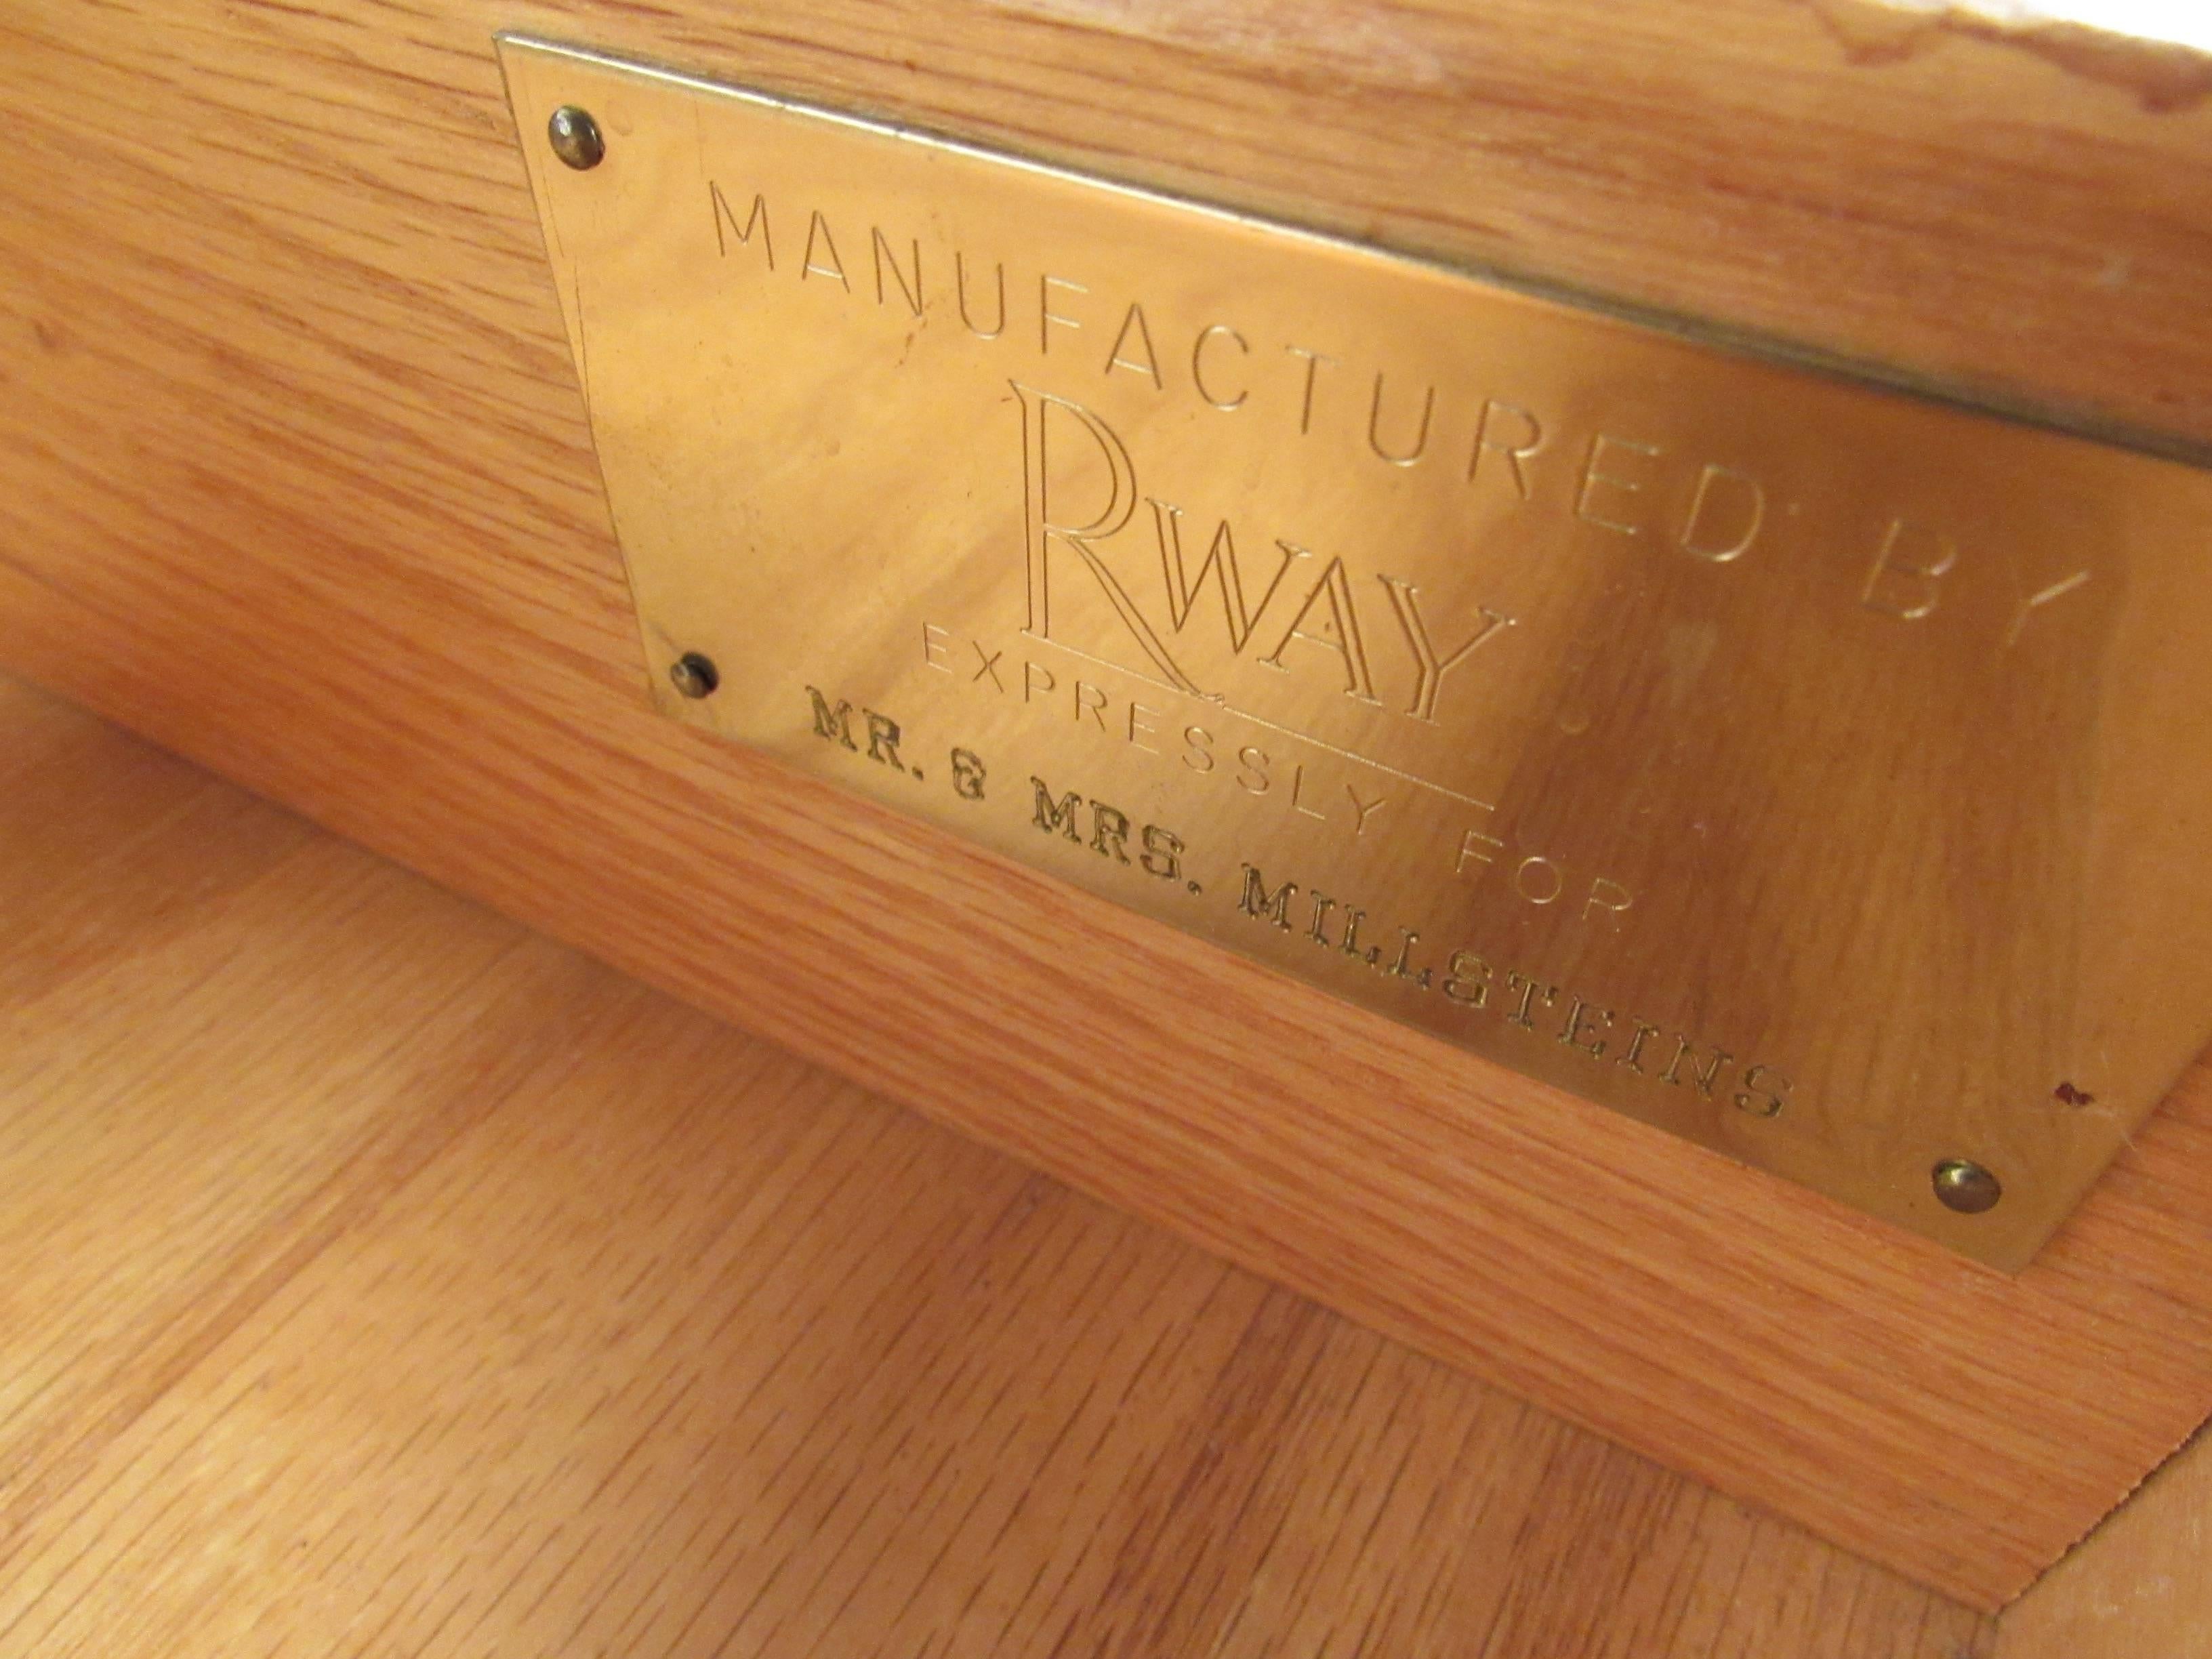 MANUFACTURED BY
RWAY
EXPRESSLY FOR
MR. & MRS. MILLSTEINS